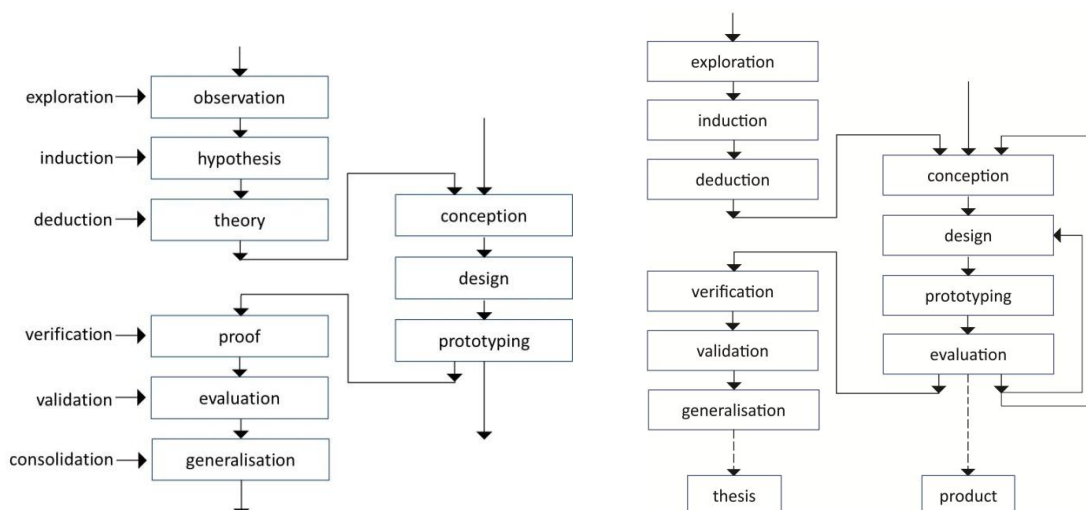 exploration
observation
induction
hypothesis
deduction
theory
conception
design
prototyping
verification
proof
validation
evaluation
consolidation
generalisation
exploration
induction
deduction
conception
design
prototyping
evaluation
verification
validation
generalisation
thesis
product